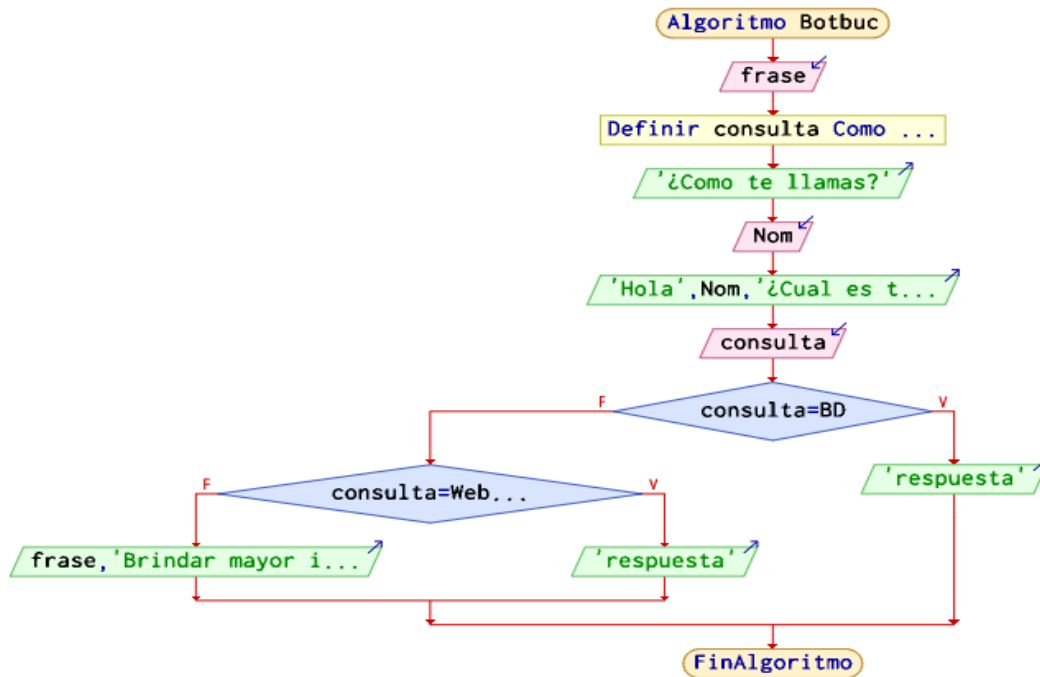 Algoritmo Botbuc
frase
Definir consulta Como ...
'¿Como te llamas?'
Nom
'Hola',Nom,'¿Cual es t...
consulta
consulta=BD
F
V
consulta=Web...
F
V
'respuesta'
frase,'Brindar mayor i...
'respuesta'
FinAlgoritmo